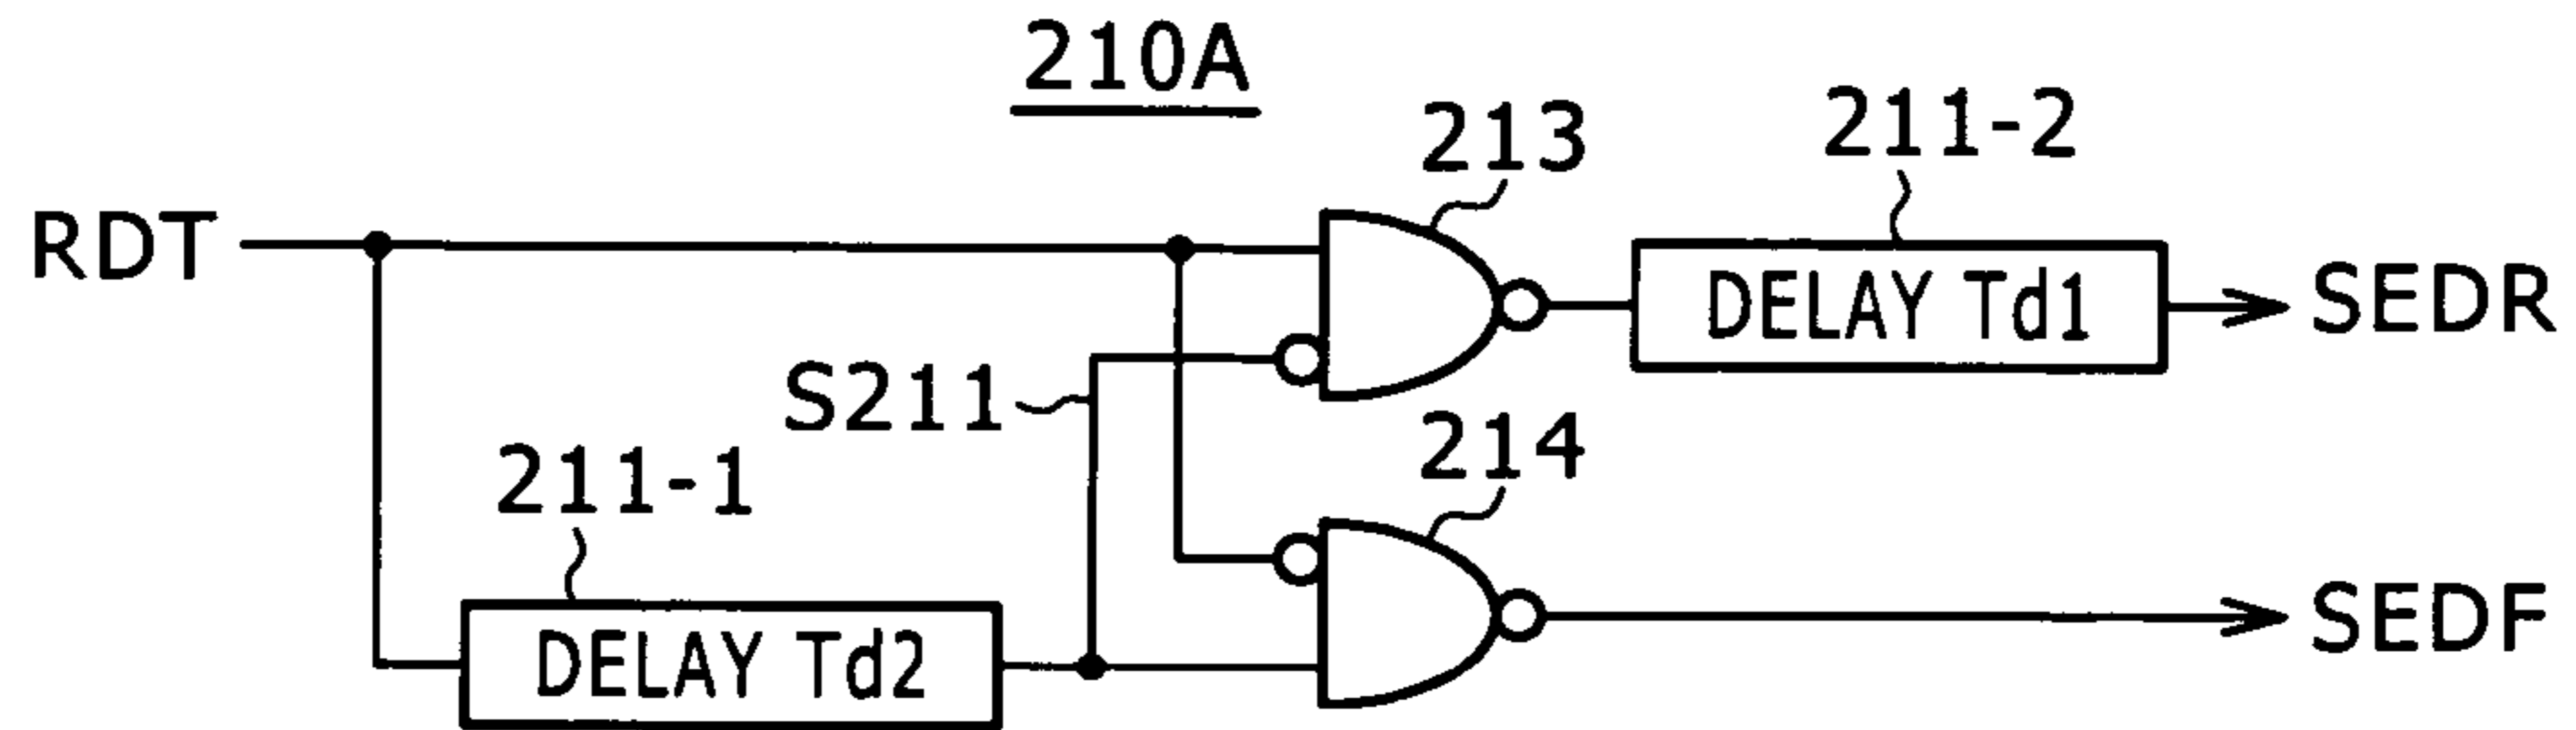 210A
213
211-2
RDT
DELAY Td1
SEDR
S211
214
211-1
DELAY Td2
SEDF